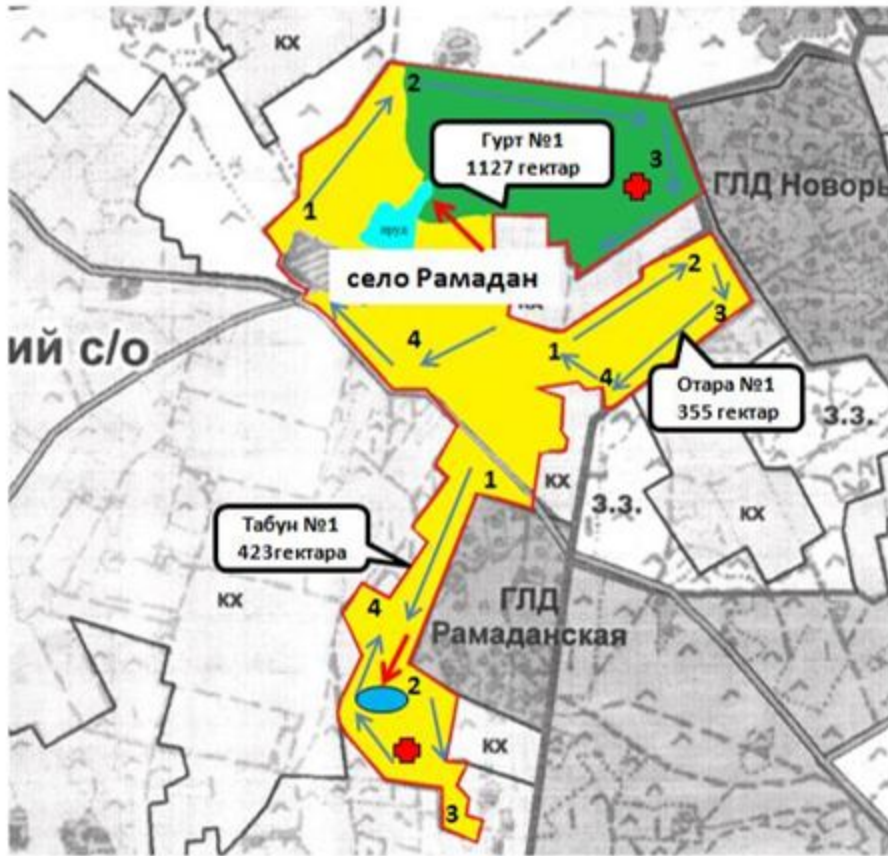 кх
2
Гурт №1
1127 гектар
3
ГЛД Новоры
1
пруд
село Рамадан
2
ий с/о
4
1
3
4
Отара №1
355 гектар
з.з.
1
кх
з.з.
кх
Табун №1
423гектара
кх
4
ГЛД
Рамаданская
2
кх
3